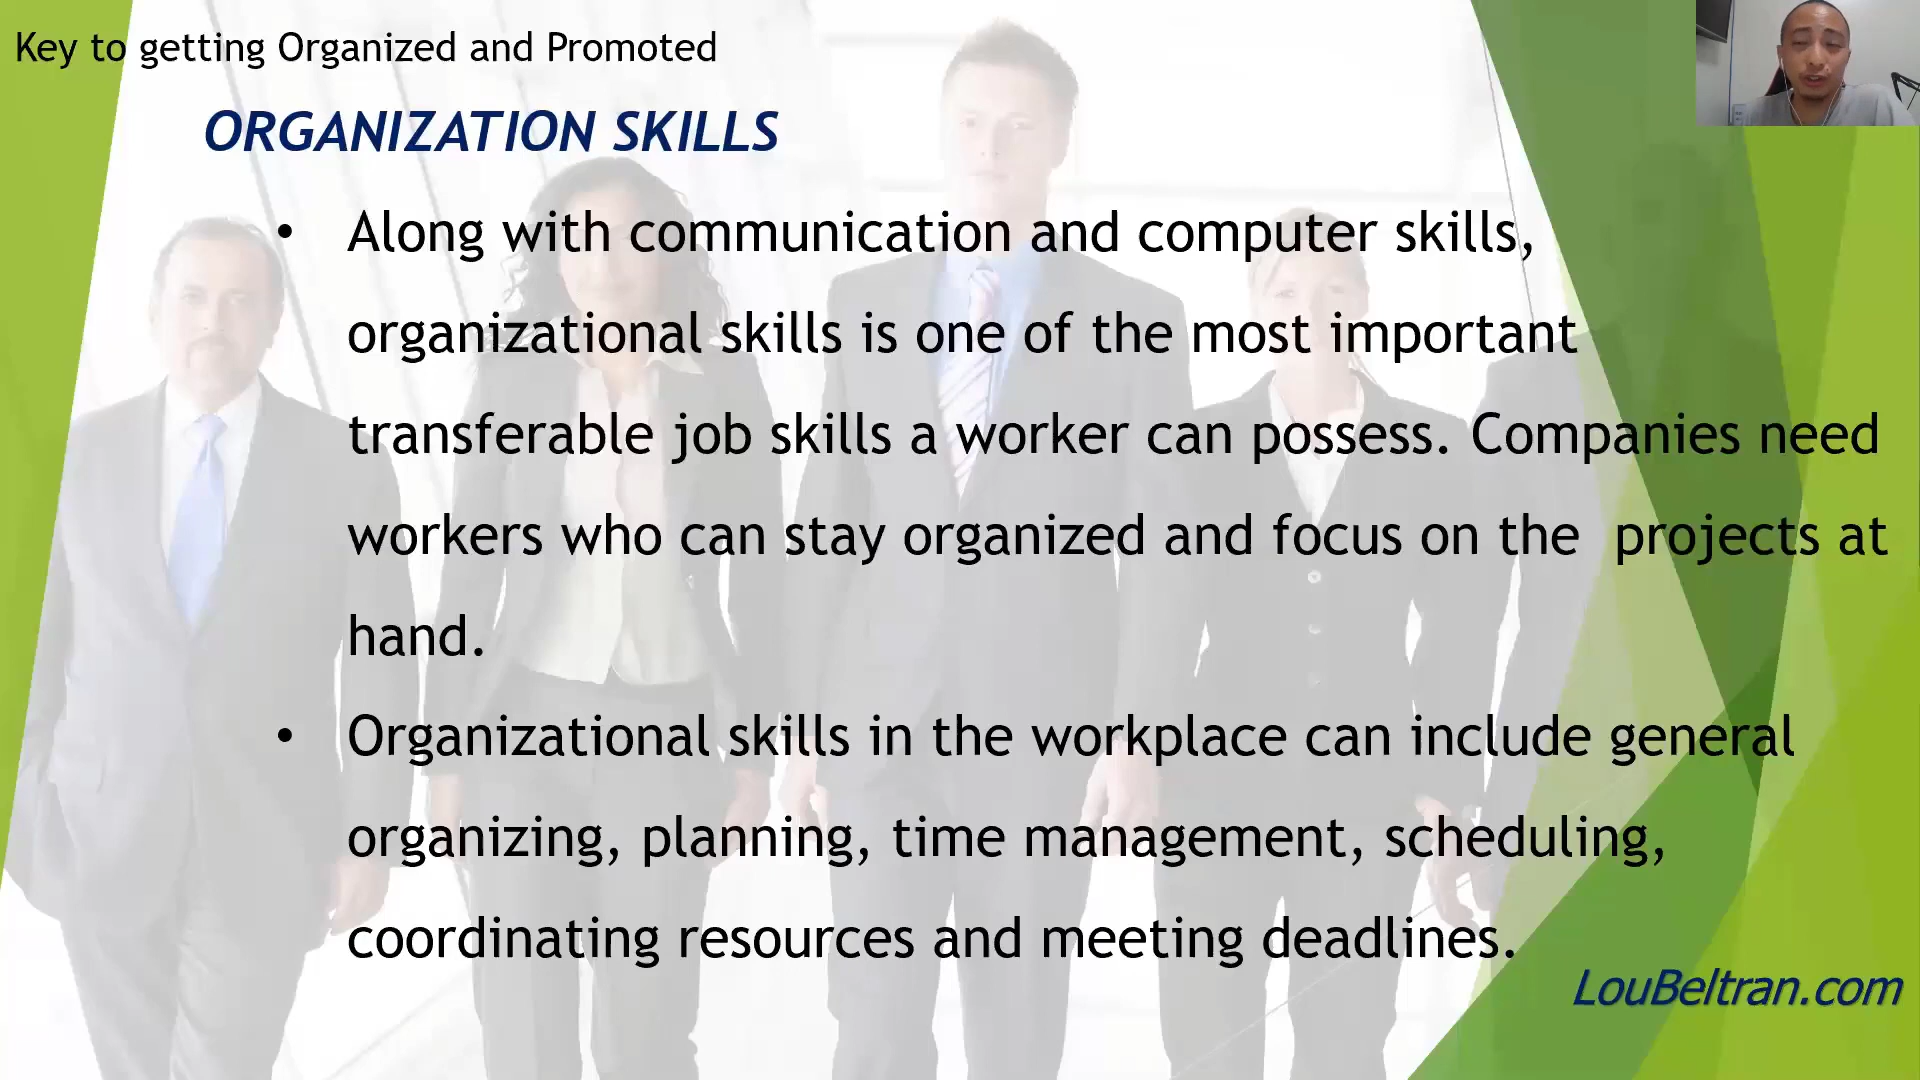 Key to getting Organized and Promoted
ORGANIZATION SKILLS
• Along with communication and computer skills,
organizational skills is one of the most important
transferable job skills a worker can possess. Companies need
workers who can stay organized and focus on the projects at
hand.
• Organizational skills in the workplace can include general
organizing, planning, time management, scheduling,
coordinating resources and meeting deadlines.
LouBeltran.com